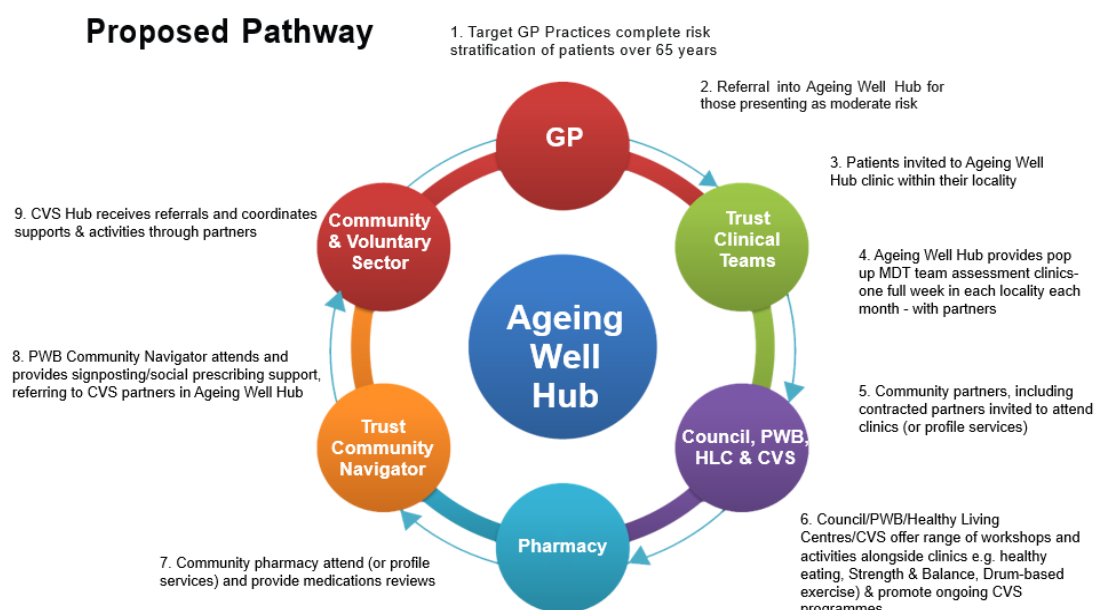 Proposed Pathway
1. Target GP Practices complete risk
stratification of patients over 65 years
2. Referral into Ageing Well Hub for
those presenting as moderate risk
3. Patients invited to Ageing Well
Hub clinic within their locality
4. Ageing Well Hub provides pop
up MDT team assessment clinics-
one full week in each locality each
month - with partners
5. Community partners, including
contracted partners invited to attend
clinics (or profile services)
6. Council/PWB/Healthy Living
Centres/CVS offer range of workshops and
activities alongside clinics e.g. healthy
eating, Strength & Balance, Drum-based
exercise) & promote ongoing CVS
programmes
7. Community pharmacy attend (or profile
services) and provide medications reviews
8. PWB Community Navigator attends and
provides signposting/social prescribing support,
referring to CVS partners in Ageing Well Hub
9. CVS Hub receives referrals and coordinates
supports & activities through partners
GP
Trust
Clinical
Teams
Council, PWB,
HLC & CVS
Pharmacy
Trust
Community
Navigator
Community
& Voluntary
Sector
Ageing
Well
Hub